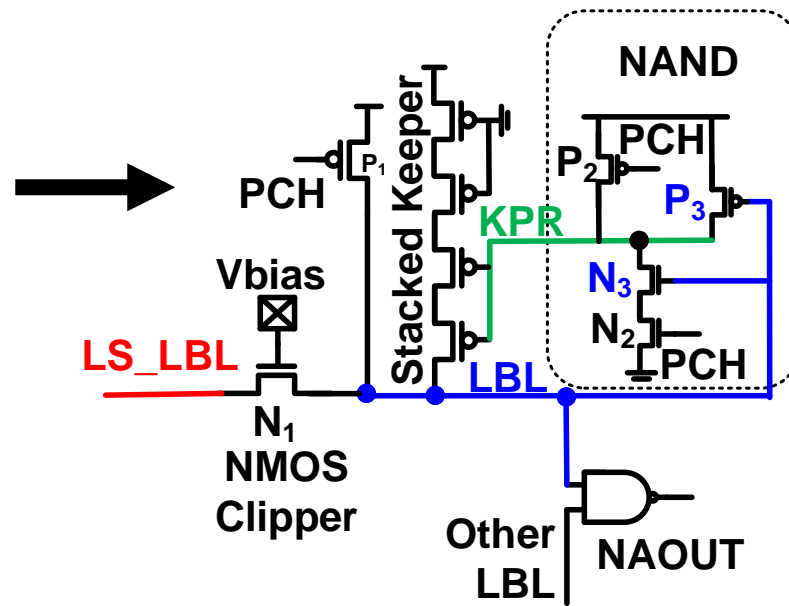 NAND
PCH
P₂
P₃
P₁
PCH
Stacked Keeper
KPR
Vbias
N₃
N₂
PCH
LS_LBL
LBL
N₁
NMOS
Clipper
Other
LBL
NAOUT